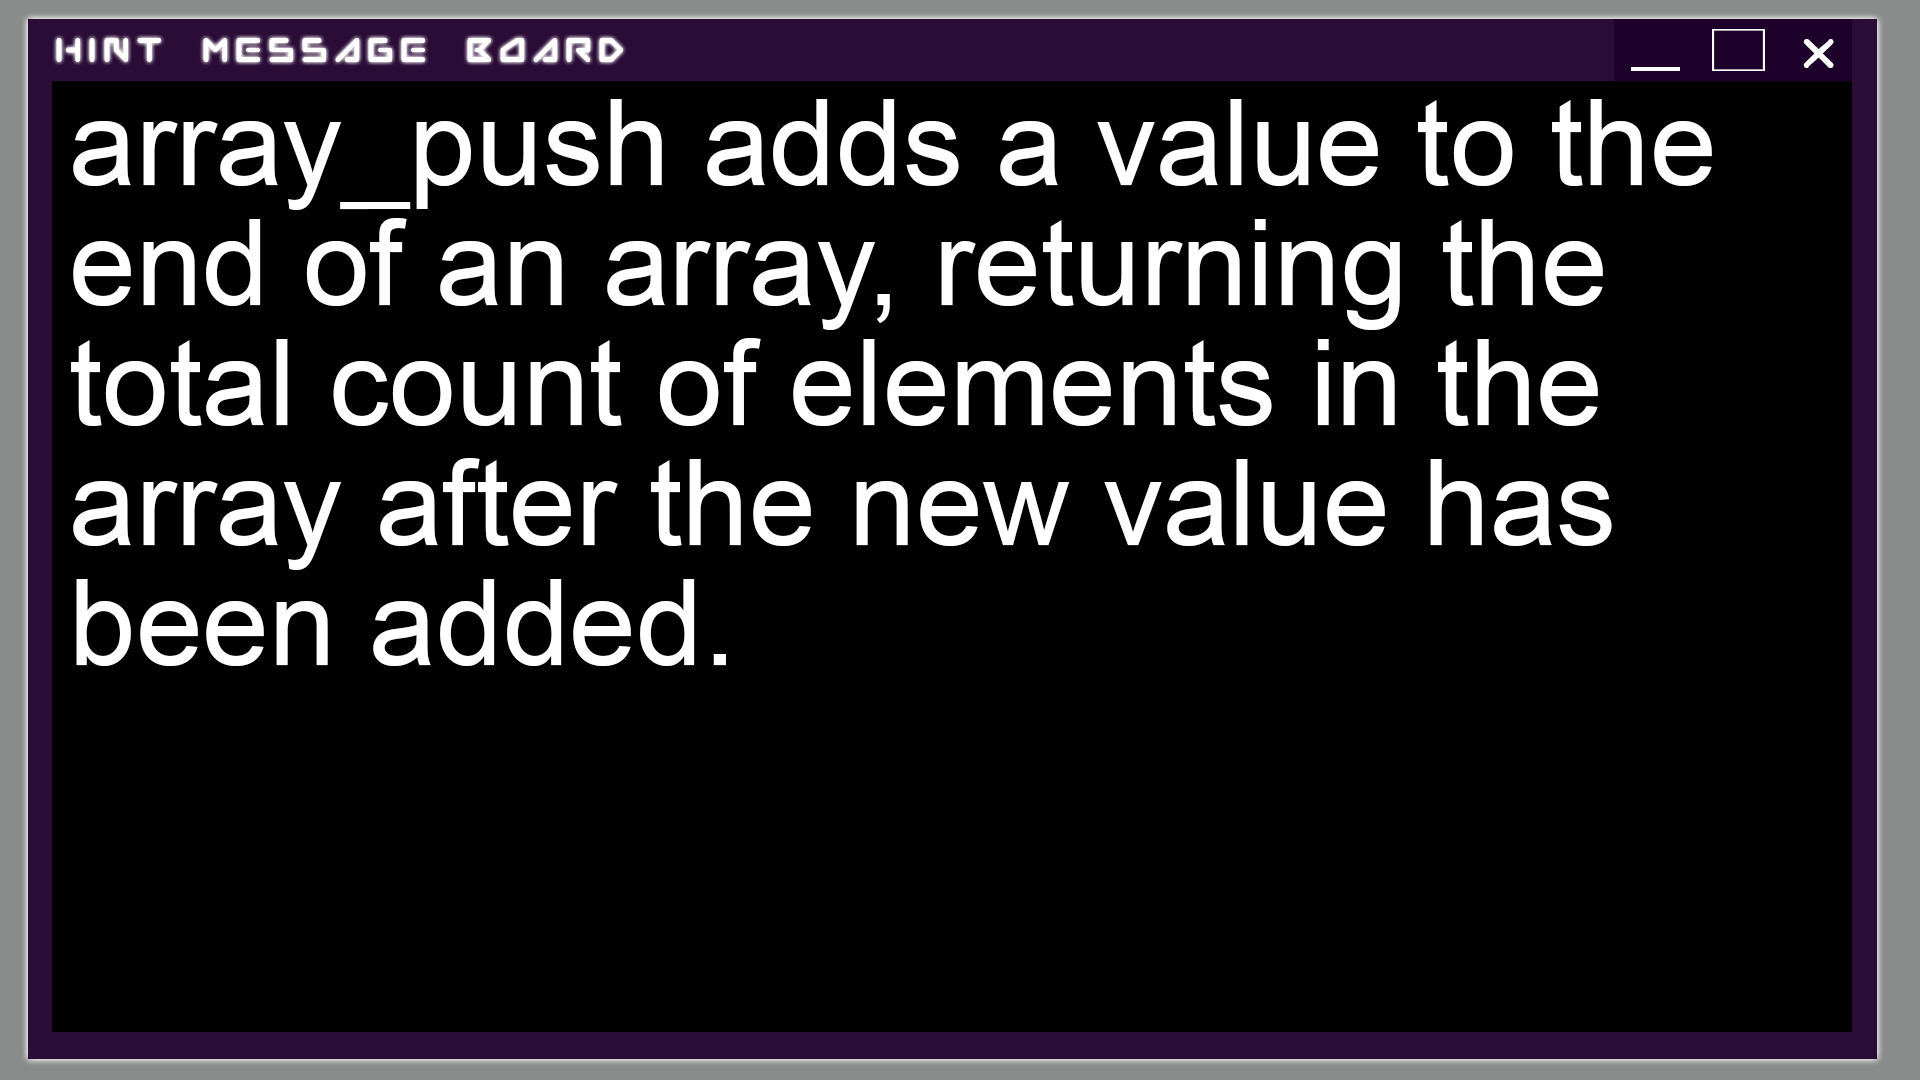 HINT MESSAGE BOARD
array_push adds a value to the
end of an array, returning the
total count of elements in the
array after the new value has
been added.